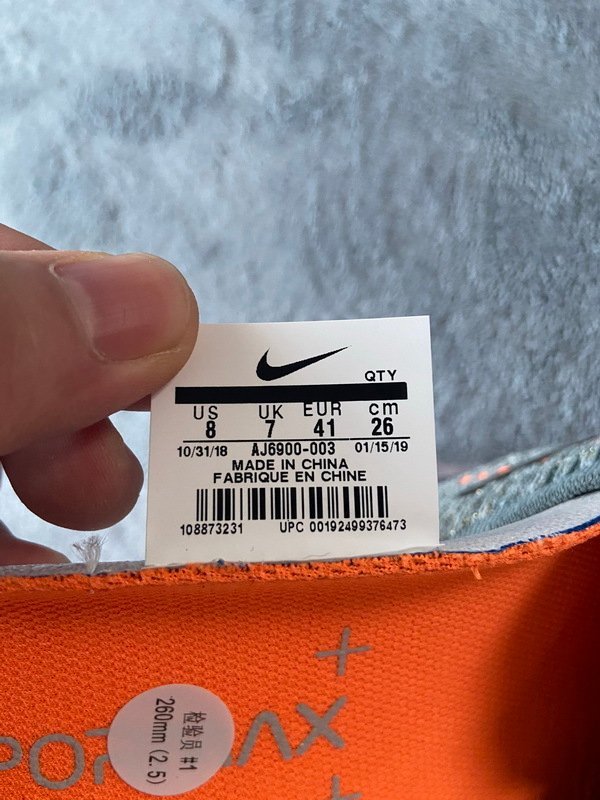 QTY
US UK EUR cm
8 7 41 26
10/31/18 AJ6900-003 01/15/19
MADE IN CHINA
FABRIQUE EN CHINE
108873231 UPC 00192499376473
检验员 #1
260mm (2.5)